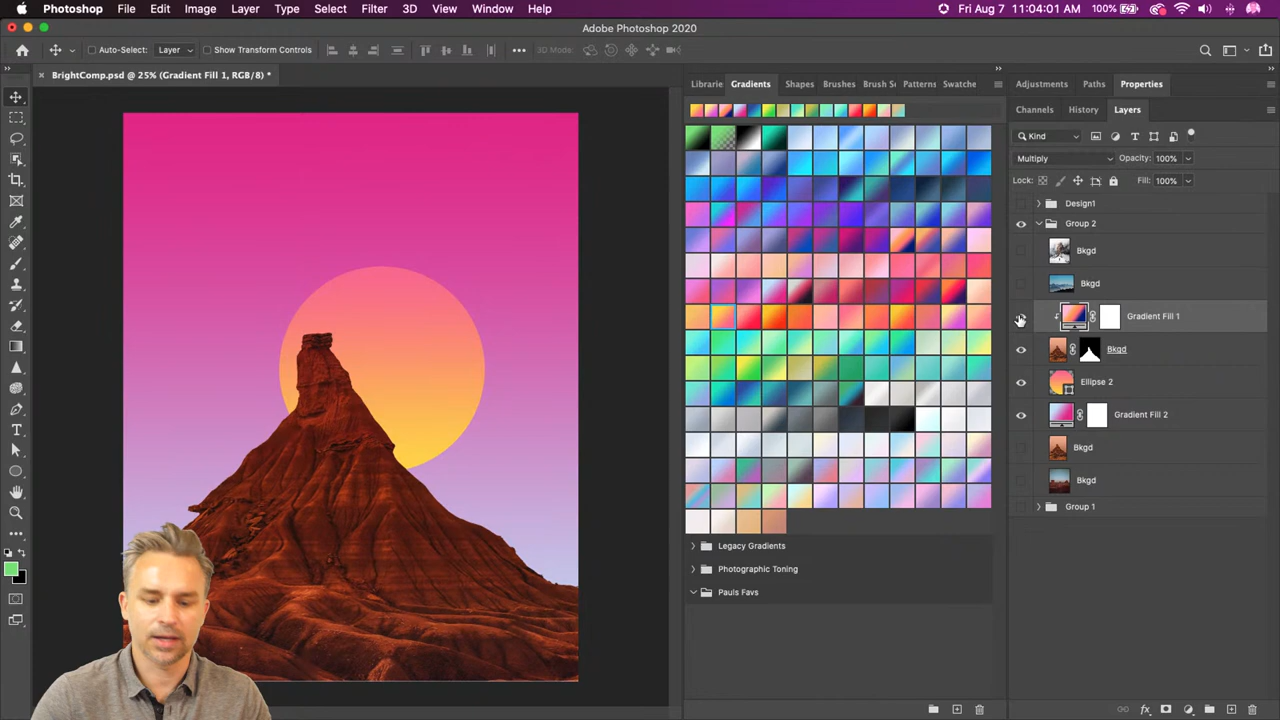 Photoshop File Edit Image Layer Type Select Filter 3D View Window Help 100% Fri Aug 7 11:04:01 AM
Adobe Photoshop 2020
Auto-Select: Layer Show Transform Controls 3D Mode:
BrightComp.psd @ 25% (Gradient Fill 1, RGB/8) *
Librarie Gradients Shapes Brushes Brush Se Patterns Swatche
Adjustments Paths Properties
Channels History Layers
Kind
Multiply Opacity: 100%
Lock: Fill: 100%
Design1
Group 2
Bkgd
Bkgd
Gradient Fill 1
Bkgd
Ellipse 2
Gradient Fill 2
Bkgd
Bkgd
Group 1
Legacy Gradients
Photographic Toning
Pauls Favs